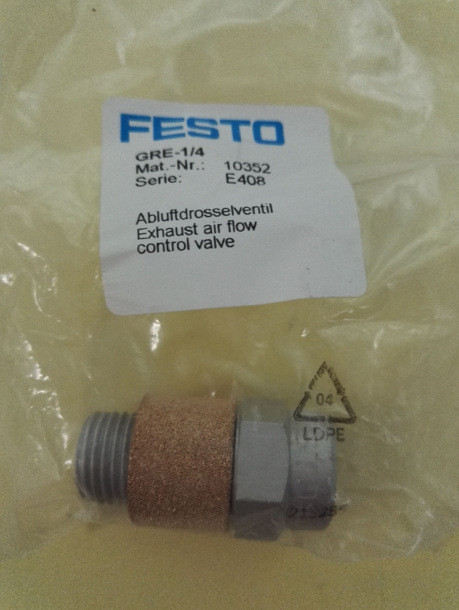 FESTO
GRE-1/4
Mat.-Nr.: 10352
Serie: E408
Abluftdrosselventil
Exhaust air flow
control valve
04
LDPE